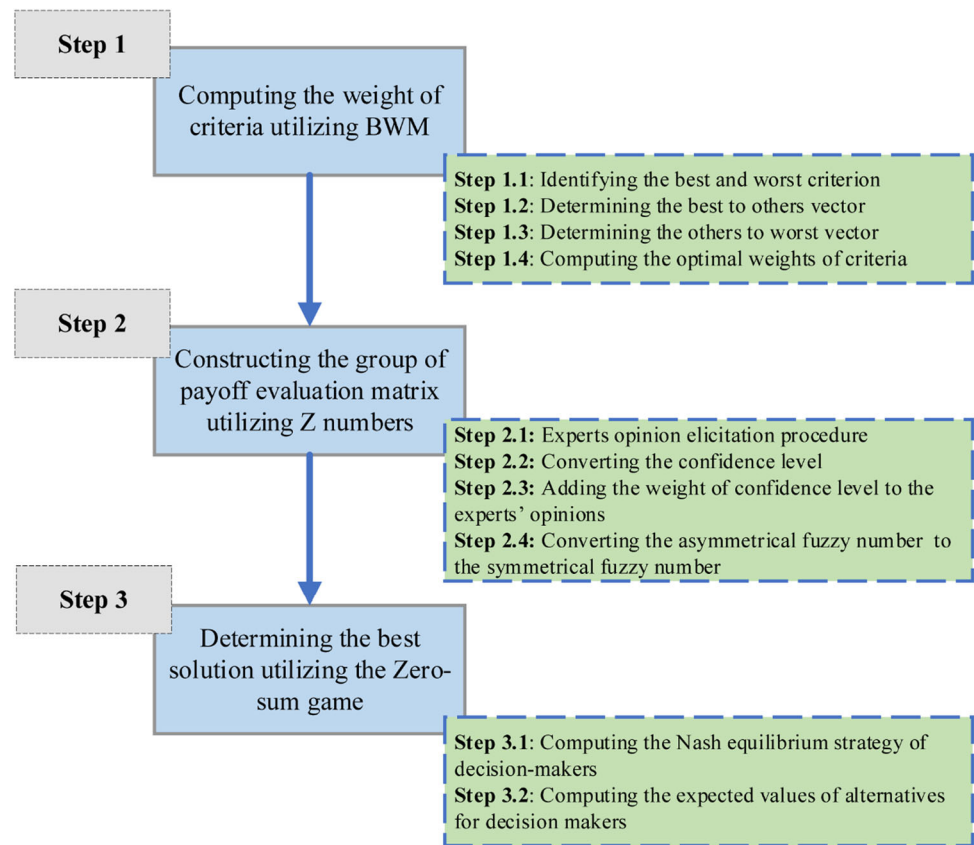 Step 1
Computing the weight of
criteria utilizing BWM
Step 1.1: Identifying the best and worst criterion
Step 1.2: Determining the best to others vector
Step 1.3: Determining the others to worst vector
Step 1.4: Computing the optimal weights of criteria
Step 2
Constructing the group of
payoff evaluation matrix
utilizing Z numbers
Step 2.1: Experts opinion elicitation procedure
Step 2.2: Converting the confidence level
Step 2.3: Adding the weight of confidence level to the
experts’ opinions
Step 2.4: Converting the asymmetrical fuzzy number to
the symmetrical fuzzy number
Step 3
Determining the best
solution utilizing the Zero-
sum game
Step 3.1: Computing the Nash equilibrium strategy of
decision-makers
Step 3.2: Computing the expected values of alternatives
for decision makers